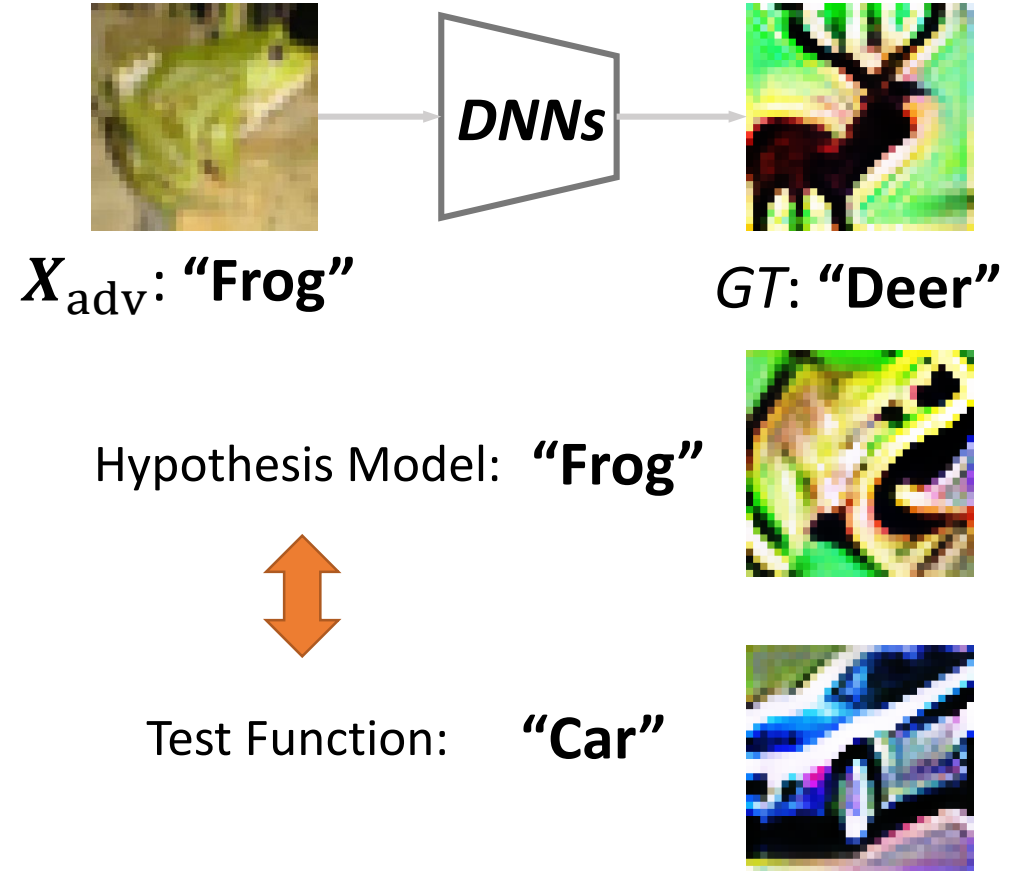 DNNs
X_adv: “Frog”
GT: “Deer”
Hypothesis Model: “Frog”
Test Function: “Car”